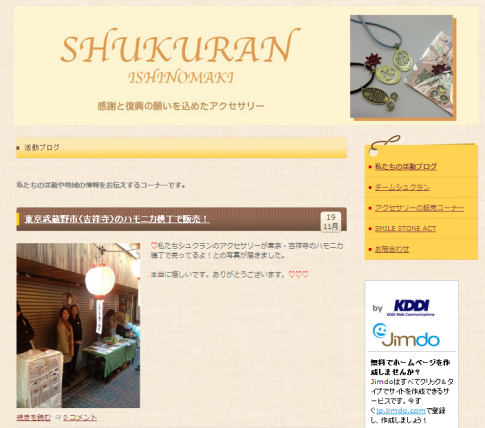 SHUKURAN
ISHINOMAKI
感謝と復興の願いを込めたアクセサリー
活動ブログ
私たちの活動や地域の情報をお伝えするコーナーです。
東京武蔵野市(吉祥寺)のハモニカ横丁で販売！
19
11月
♡私たちシュクランのアクセサリーが東京・吉祥寺のハモニカ
横丁で売ってるよ！との写真が届きました。
本当に嬉しいです。ありがとうございます。♡♡♡
続きを読む
0 コメント
私たちの活動ブログ
チームシュクラン
アクセサリーの販売コーナー
SMILE STONE ACT
お問合わせ
by KDDI
KDDI Web Communications
Jimdo
無料でホームページを作
成しませんか？
Jimdoはすべてクリック&タ
イプでサイトを作成できるサ
ービスです。今す
ぐjp.jimdo.comで登録
し、作成しましょう！